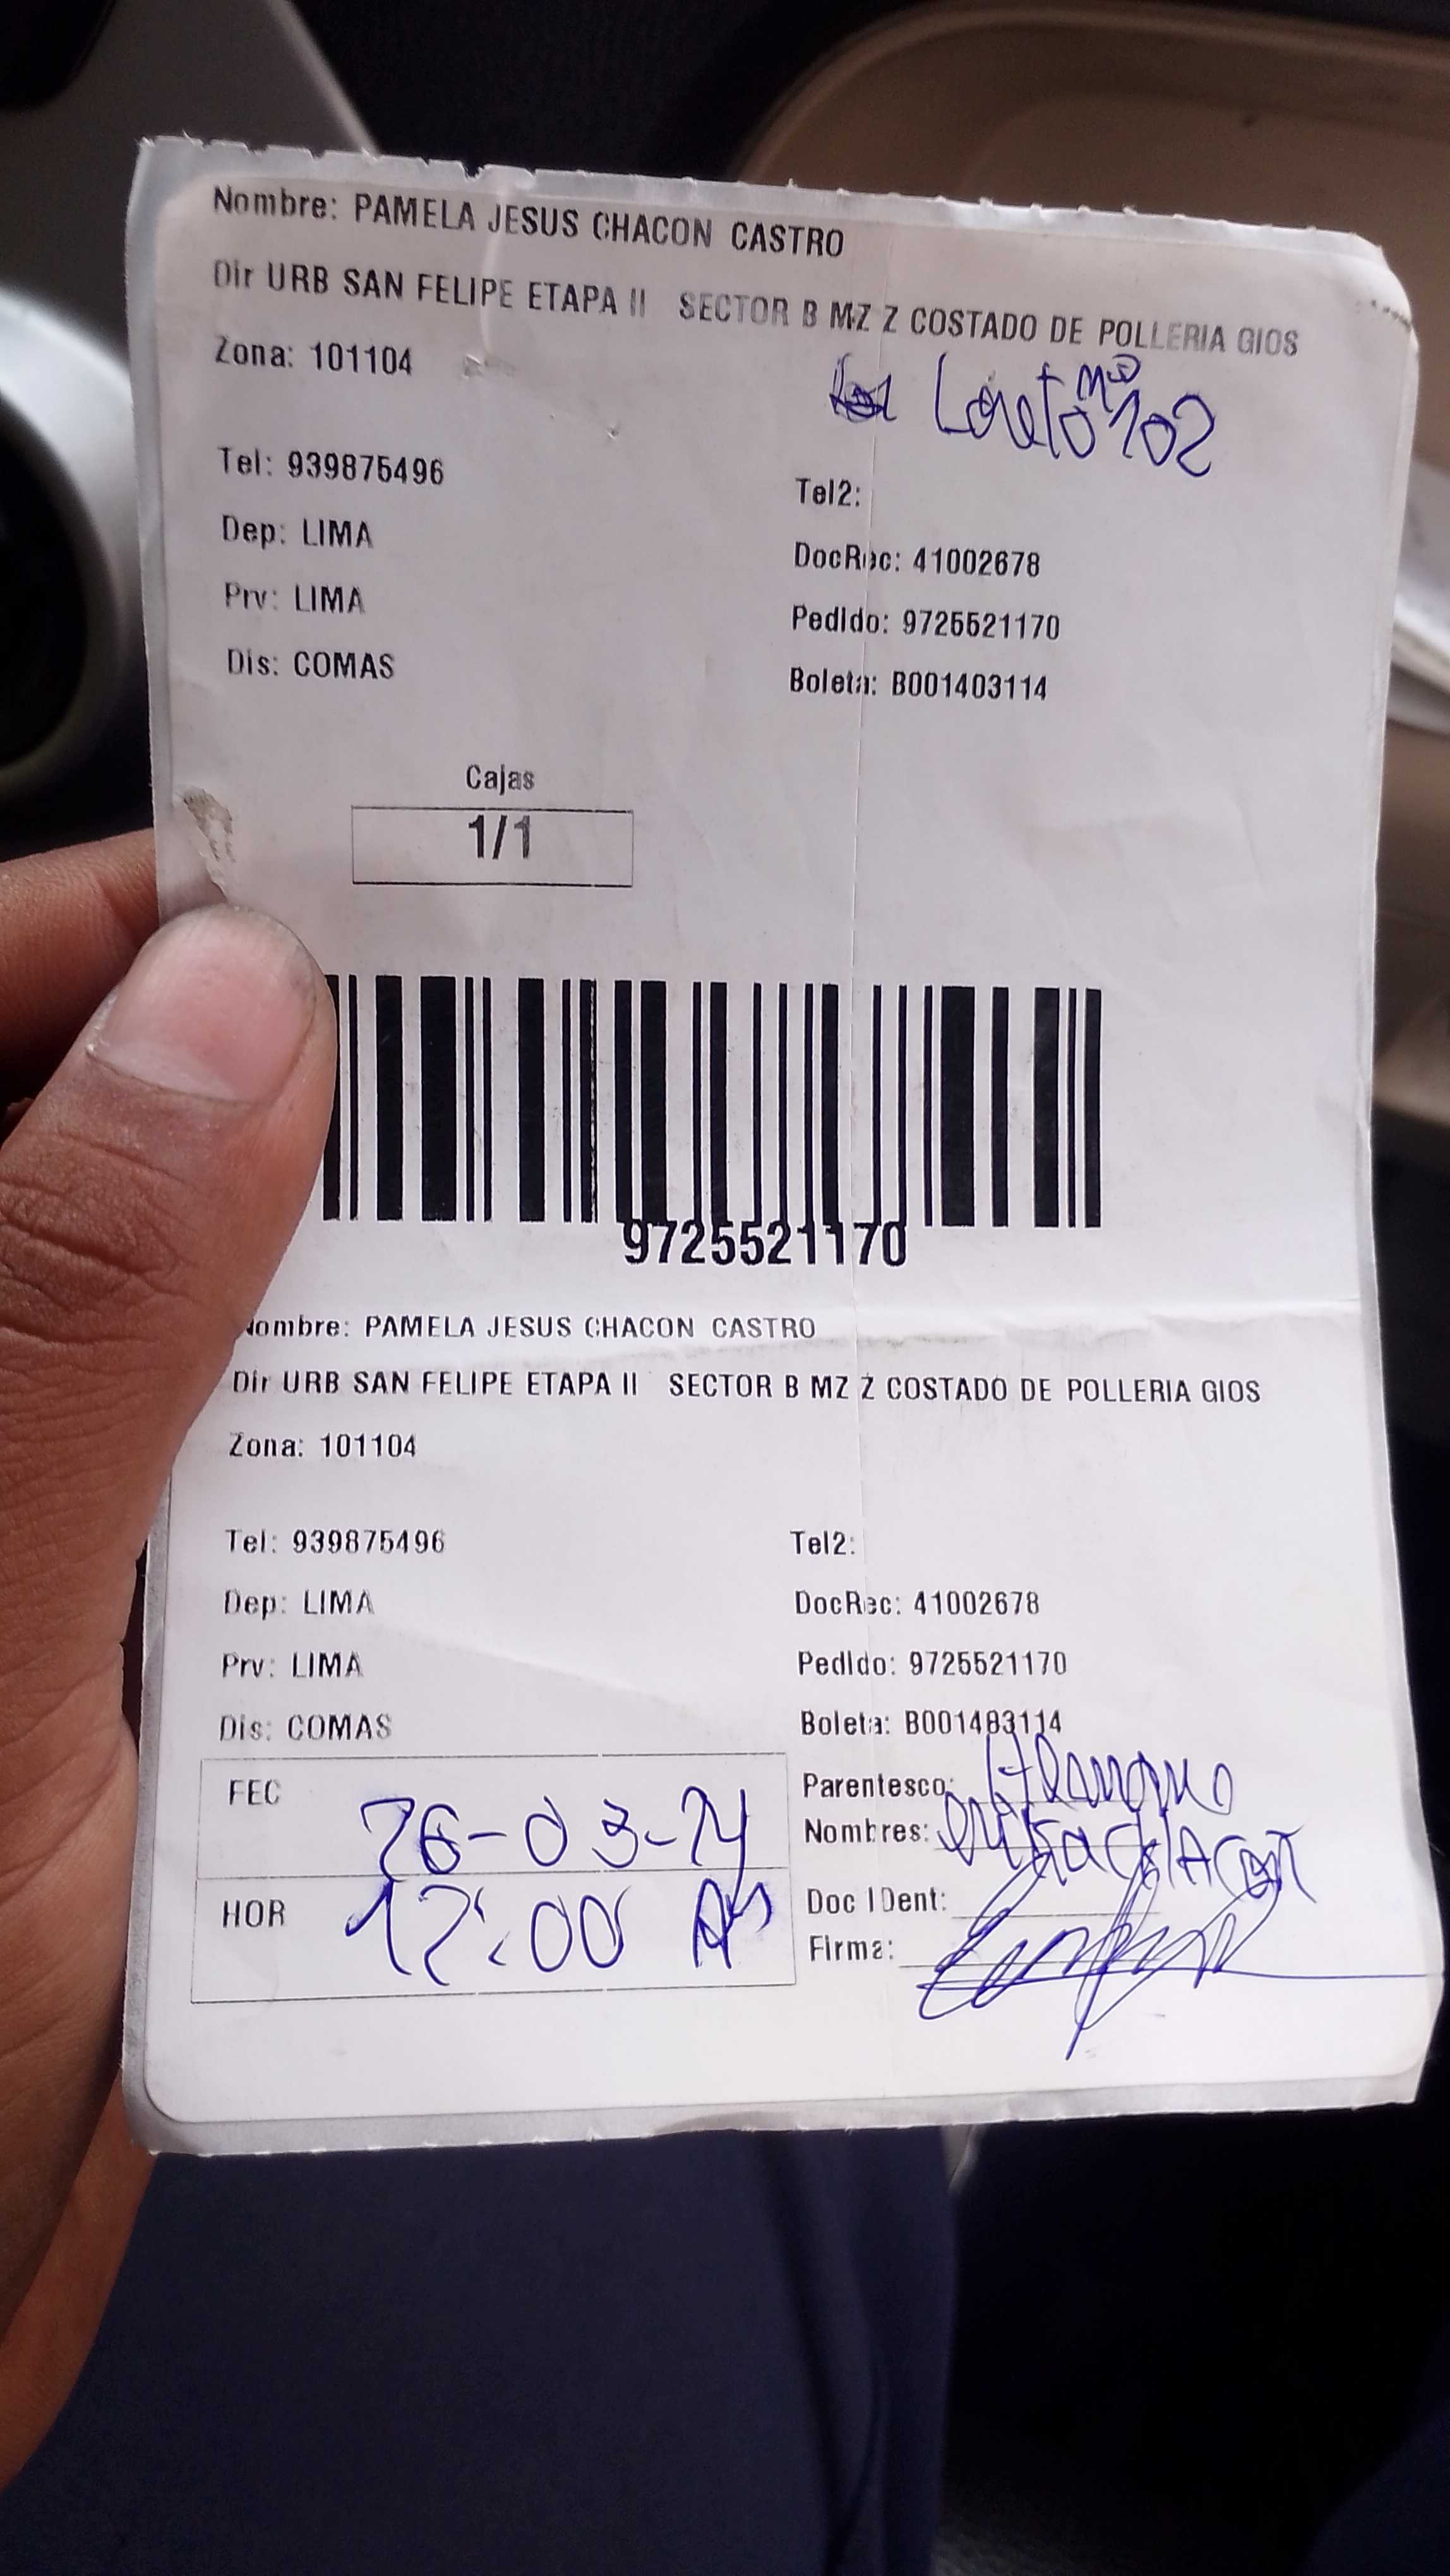 Nombre: PAMELA JESUS CHACON CASTRO
Dir URB SAN FELIPE ETAPA II SECTOR B MZ Z COSTADO DE POLLERIA GIOS
Zona: 101104
Loreto 102
Tel: 939875496
Tel2:
Dep: LIMA
DocRec: 41002678
Prv: LIMA
Pedido: 9725521170
Dis: COMAS
Boleta: B001403114
Cajas
1/1
9725521170
ombre: PAMELA JESUS CHACON CASTRO
Dir URB SAN FELIPE ETAPA II SECTOR B MZ Z COSTADO DE POLLERIA GIOS
Zona: 101104
Tel: 939875496
Tel2:
Dep: LIMA
DocRec: 41002678
Prv: LIMA
Pedido: 9725521170
Dis: COMAS
Boleta: B001403114
FEC 26-03-24
Parentesco: Hermano
Nombres:
HOR 12:00
Doc IDent:
Firma: